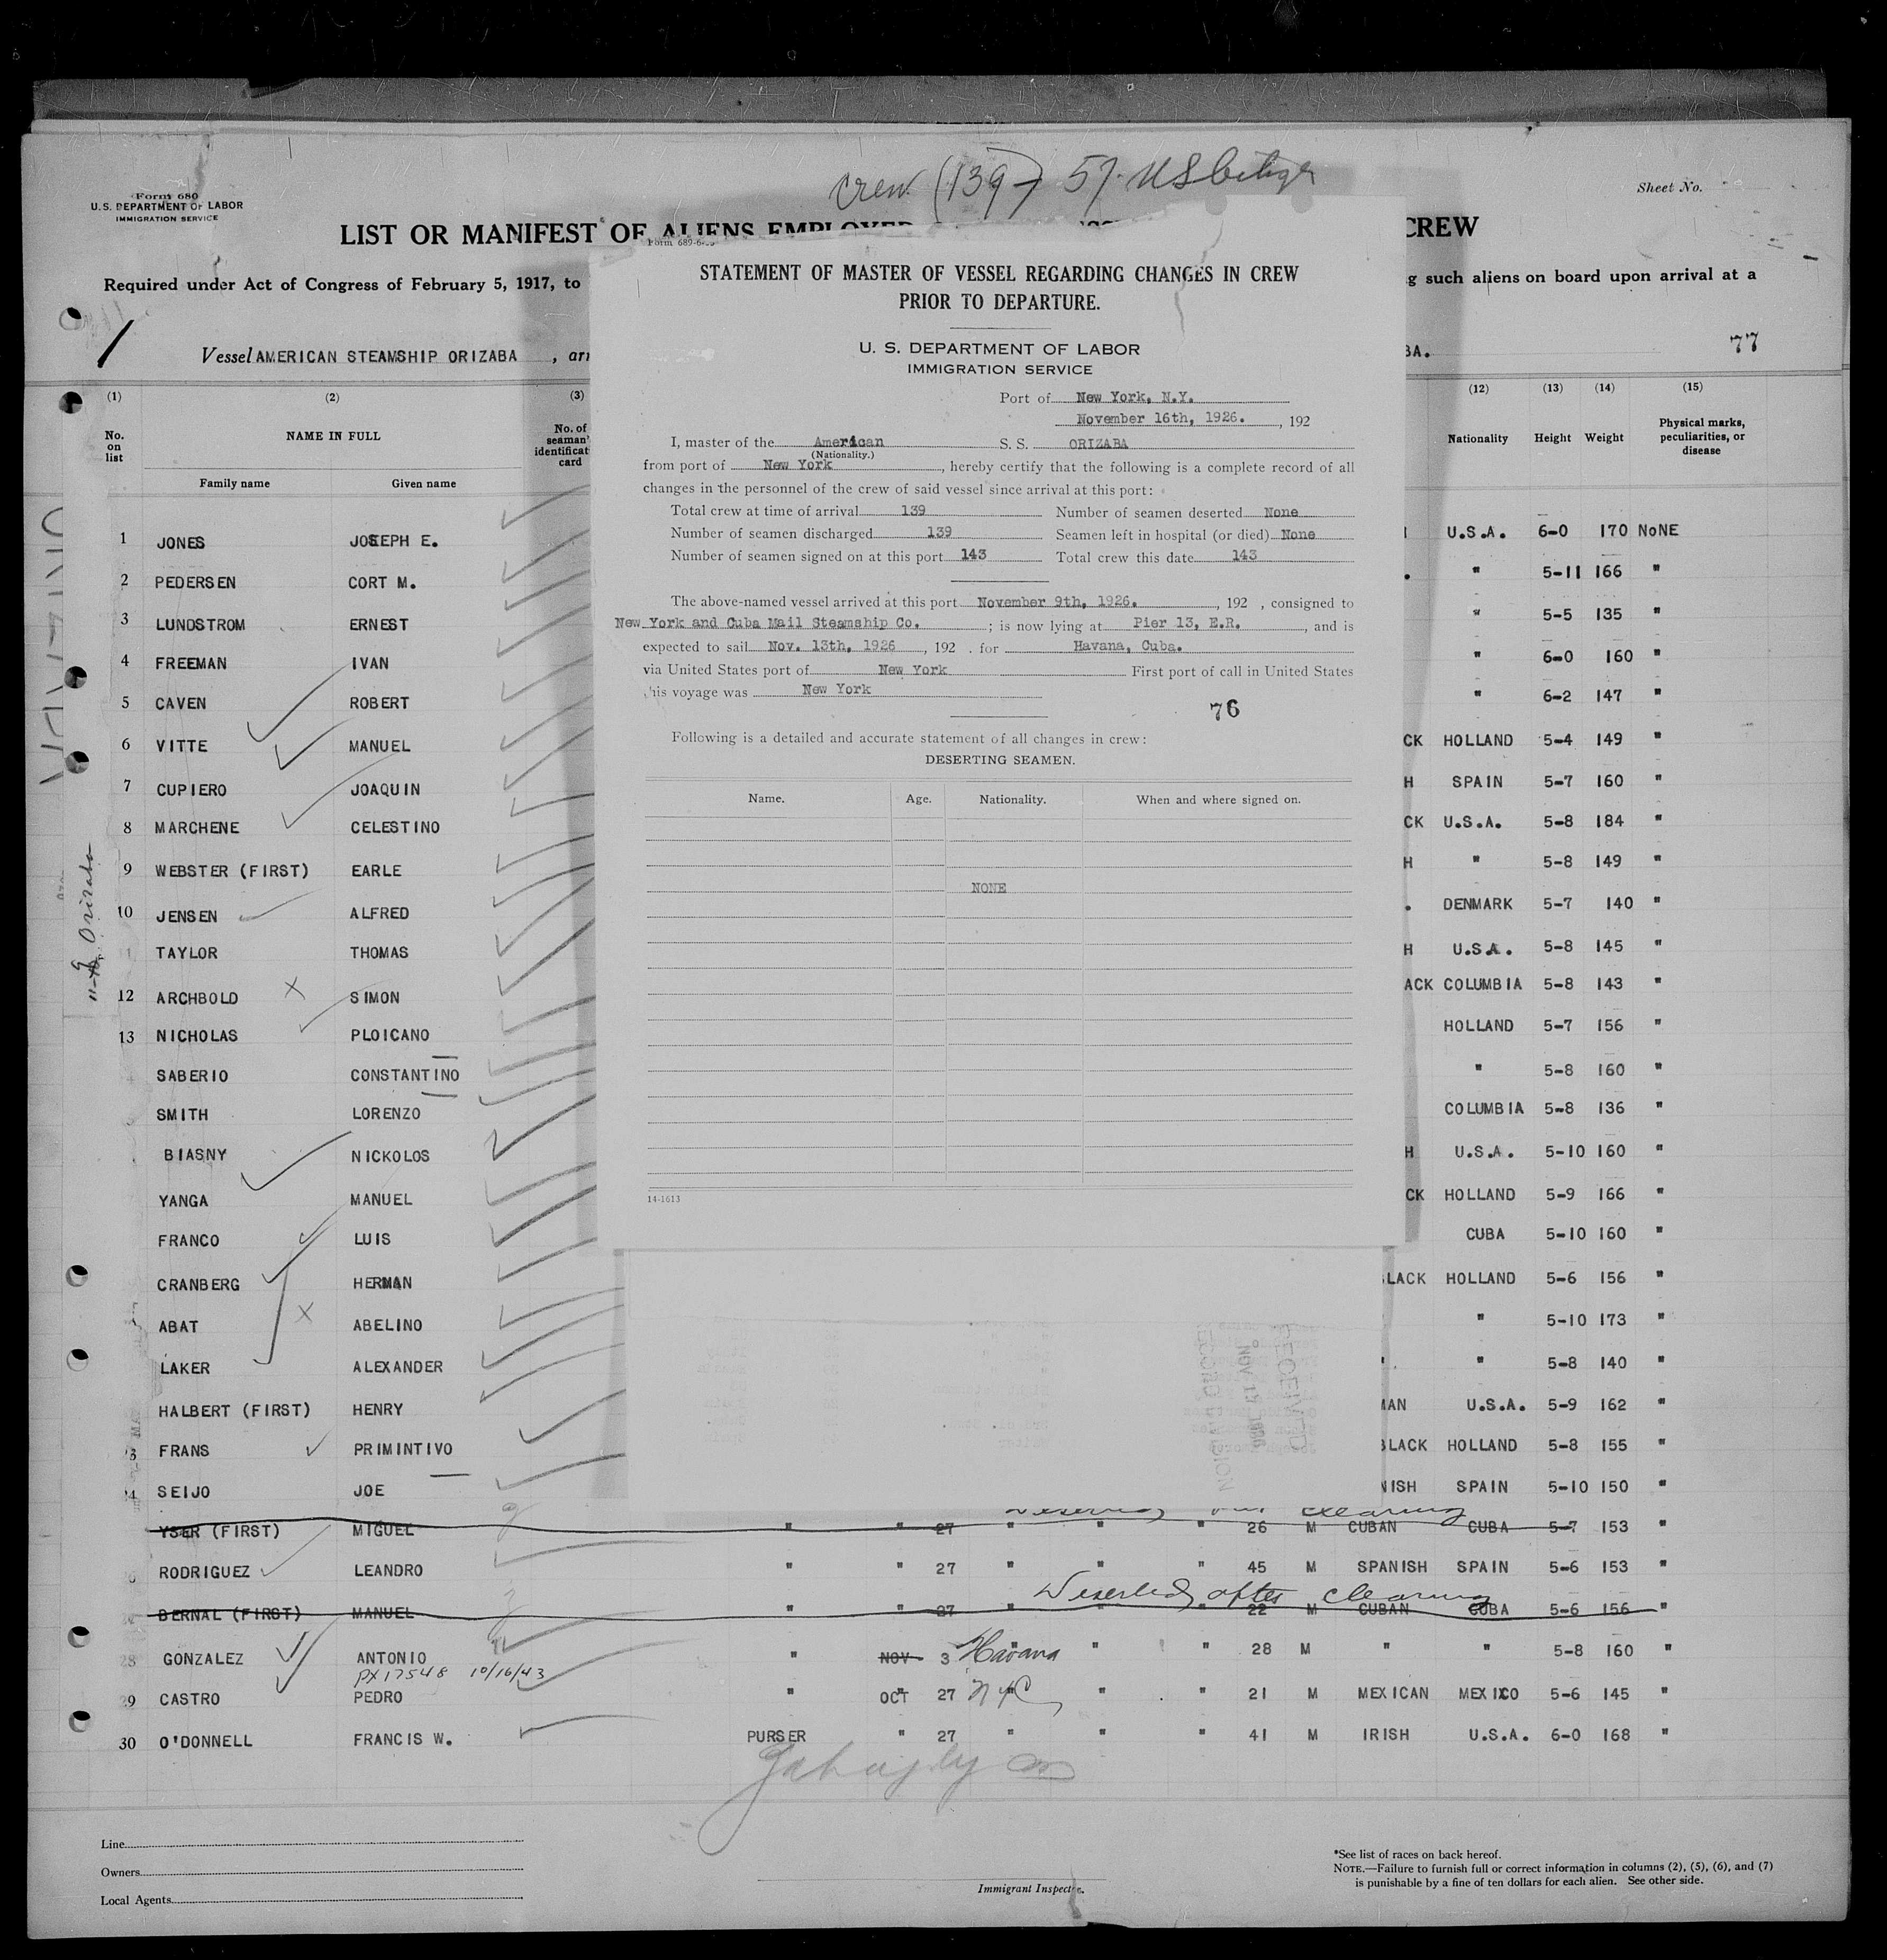 crew (139) 57 US
Form 680
U.S. DEPARTMENT OF LABOR
IMMIGRATION SERVICE
Sheet No.
LIST OR MANIFEST OF ALIENS EMPLOYED
CREW
Required under Act of Congress of February 5, 1917, to
g such aliens on board upon arrival at a
Vessel AMERICAN STEAMSHIP ORIZABA , arr
BA.
77
(1) (2) (3)
No. on list
NAME IN FULL
No. of seaman' identificat card
Family name Given name
(12) (13) (14) (15)
Nationality Height Weight Physical marks, peculiarities, or disease
Form 689
STATEMENT OF MASTER OF VESSEL REGARDING CHANGES IN CREW
PRIOR TO DEPARTURE.
U. S. DEPARTMENT OF LABOR
IMMIGRATION SERVICE
Port of New York, N.Y.
November 16th, 1926. , 192
I, master of the American S. S. ORIZABA
(Nationality.)
from port of New York , hereby certify that the following is a complete record of all
changes in the personnel of the crew of said vessel since arrival at this port:
Total crew at time of arrival 139 Number of seamen deserted None
Number of seamen discharged 139 Seamen left in hospital (or died) None
Number of seamen signed on at this port 143 Total crew this date 143
The above-named vessel arrived at this port November 9th, 1926. , 192 , consigned to
New York and Cuba Mail Steamship Co. ; is now lying at Pier 13, E.R. , and is
expected to sail Nov. 13th, 1926 , 192 . for Havana, Cuba.
via United States port of New York First port of call in United States
his voyage was New York
76
Following is a detailed and accurate statement of all changes in crew:
DESERTING SEAMEN.
Name. Age. Nationality. When and where signed on.
NONE
14-1613
1 JONES JOSEPH E. U.S.A. 6-0 170 NoNE
2 PEDERSEN CORT M. " 5-11 166 "
3 LUNDSTROM ERNEST " 5-5 135 "
4 FREEMAN IVAN " 6-0 160 "
5 CAVEN ROBERT " 6-2 147 "
6 VITTE MANUEL CK HOLLAND 5-4 149 "
7 CUPIERO JOAQUIN H SPAIN 5-7 160 "
8 MARCHENE CELESTINO CK U.S.A. 5-8 184 "
9 WEBSTER (FIRST) EARLE H " 5-8 149 "
10 JENSEN ALFRED . DENMARK 5-7 140 "
TAYLOR THOMAS H U.S.A. 5-8 145 "
12 ARCHBOLD SIMON ACK COLUMBIA 5-8 143 "
13 NICHOLAS PLOICANO HOLLAND 5-7 156 "
SABERIO CONSTANTINO " 5-8 160 "
SMITH LORENZO COLUMBIA 5-8 136 "
BIASNY NICKOLOS H U.S.A. 5-10 160 "
YANGA MANUEL CK HOLLAND 5-9 166 "
FRANCO LUIS CUBA 5-10 160 "
CRANBERG HERMAN LACK HOLLAND 5-6 156 "
ABAT ABELINO " 5-10 173 "
LAKER ALEXANDER " 5-8 140 "
HALBERT (FIRST) HENRY MAN U.S.A. 5-9 162 "
3 FRANS PRIMINTIVO BLACK HOLLAND 5-8 155 "
4 SEIJO JOE NISH SPAIN 5-10 150 "
clearing
YSER (FIRST) MIGUEL " " 27 " " " 26 M CUBAN CUBA 5-7 153 "
RODRIGUEZ LEANDRO " " 27 " " " 45 M SPANISH SPAIN 5-6 153 "
Deserted after clearing
BERNAL (FIRST) MANUEL " " 27 " " 22 M CUBAN CUBA 5-6 156 "
28 GONZALEZ ANTONIO " NOV 3 Havana " " " 28 M " " 5-8 160 "
PX17548 10/16/43
29 CASTRO PEDRO " OCT 27 NYC " " 21 M MEXICAN MEXICO 5-6 145 "
30 O'DONNELL FRANCIS W. PURSER " 27 " " " 41 M IRISH U.S.A. 6-0 168 "
Orizaba
Line
Owners
Local Agents
Immigrant Inspector.
*See list of races on back hereof.
NOTE.—Failure to furnish full or correct information in columns (2), (5), (6), and (7)
is punishable by a fine of ten dollars for each alien. See other side.